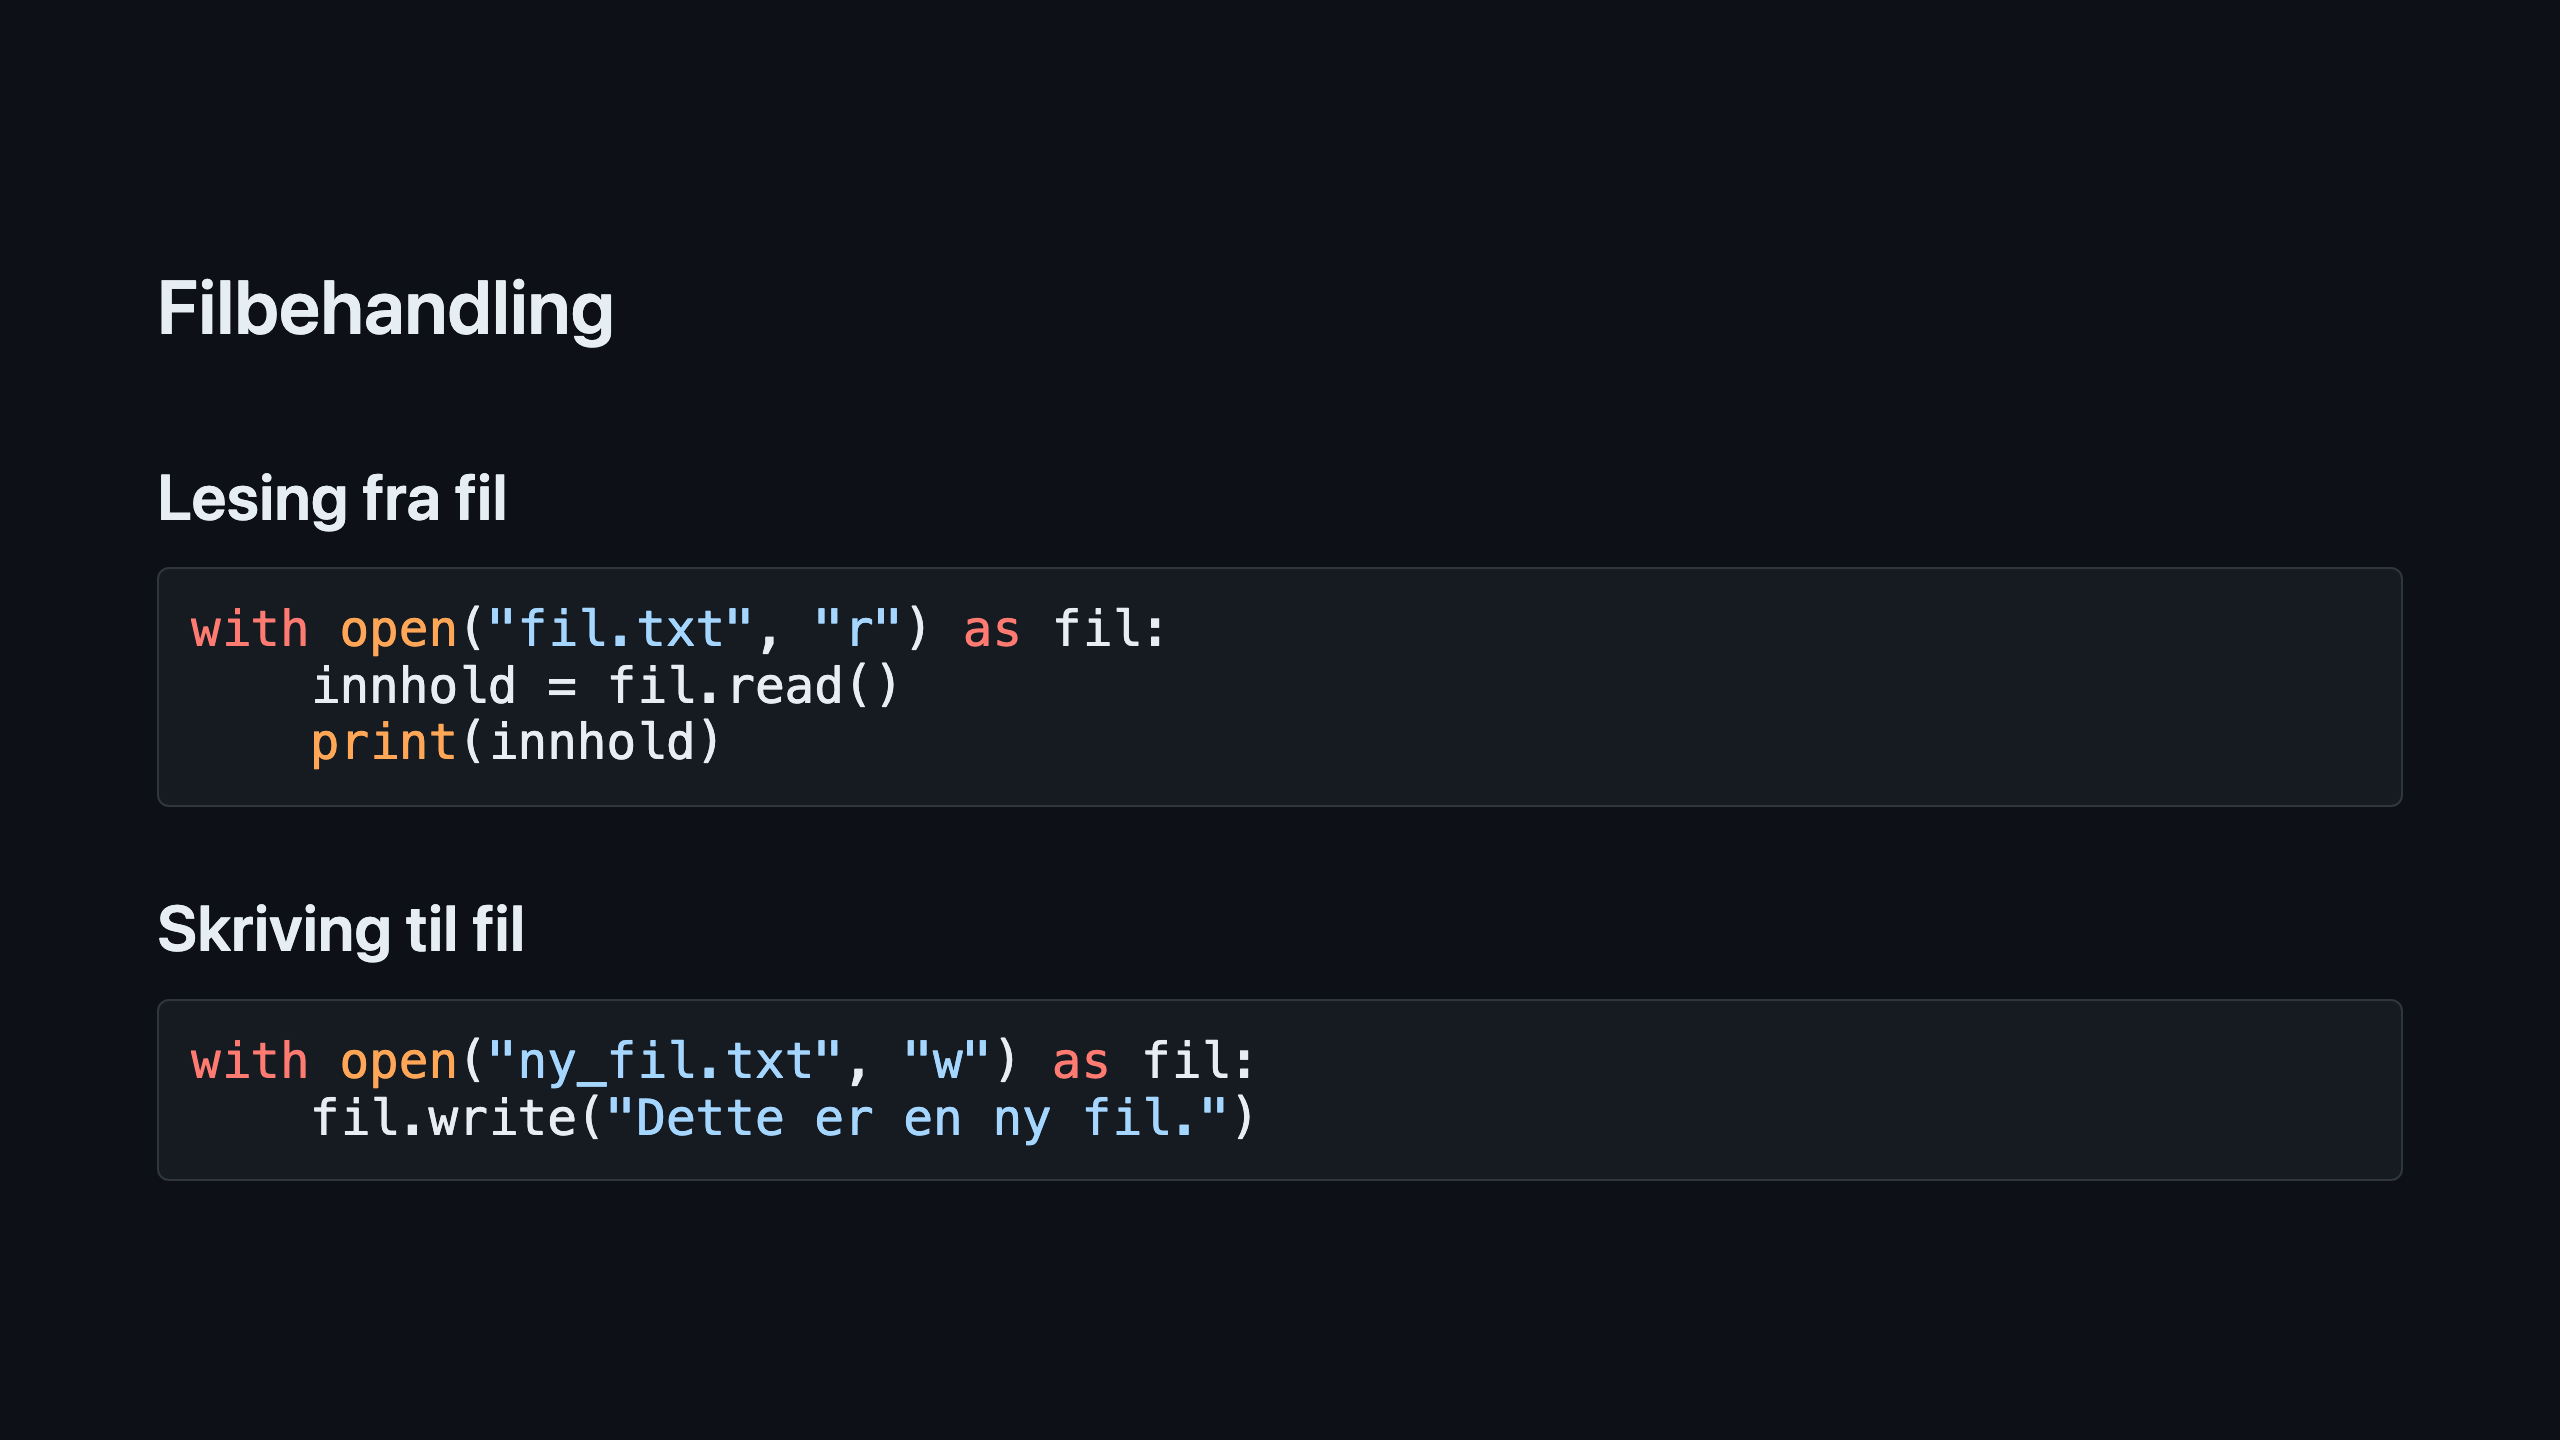 Filbehandling
Lesing fra fil
with open("fil.txt", "r") as fil:
    innhold = fil.read()
    print(innhold)
Skriving til fil
with open("ny_fil.txt", "w") as fil:
    fil.write("Dette er en ny fil.")